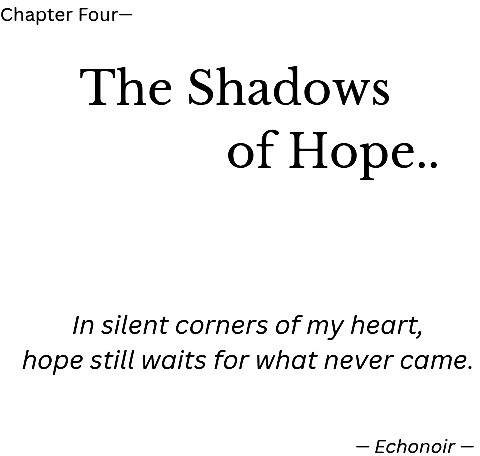 Chapter Four—
The Shadows
of Hope..
In silent corners of my heart,
hope still waits for what never came.
— Echonoir —